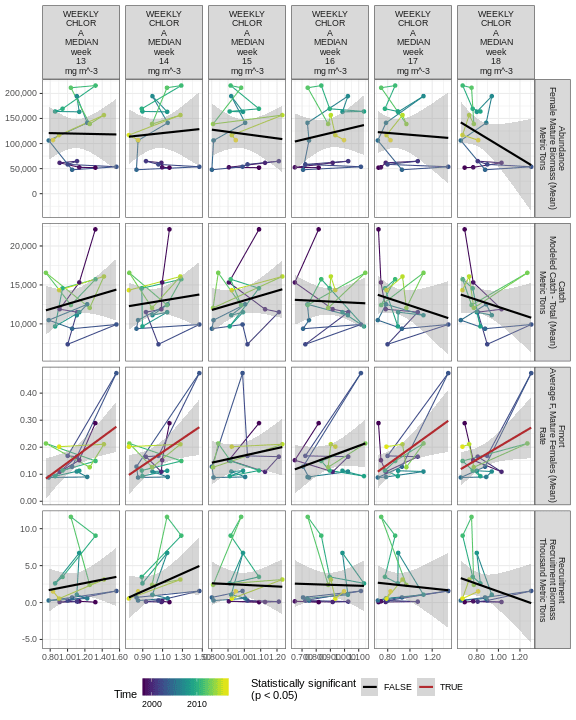 WEEKLY
CHLOR
A
MEDIAN
week
13
mg m^-3
WEEKLY
CHLOR
A
MEDIAN
week
14
mg m^-3
WEEKLY
CHLOR
A
MEDIAN
week
15
mg m^-3
WEEKLY
CHLOR
A
MEDIAN
week
16
mg m^-3
WEEKLY
CHLOR
A
MEDIAN
week
17
mg m^-3
WEEKLY
CHLOR
A
MEDIAN
week
18
mg m^-3
200,000
150,000
100,000
50,000
0
Abundance
Female Mature Biomass (Mean)
Metric Tons
20,000
15,000
10,000
Catch
Modeled Catch - Total (Mean)
Metric Tons
0.40
0.30
0.20
0.10
0.00
Fmort
Average F, Mature Females (Mean)
Rate
10.0
5.0
0.0
-5.0
Recruitment
Recruitment Biomass
Thousand Metric Tons
0.80 1.00 1.20 1.40 1.60
0.90 1.10 1.30
1.00 1.10 1.20
0.80 1.00 1.20
0.80 1.00 1.20
Time
2000 2010
Statistically significant
(p < 0.05)
FALSE TRUE